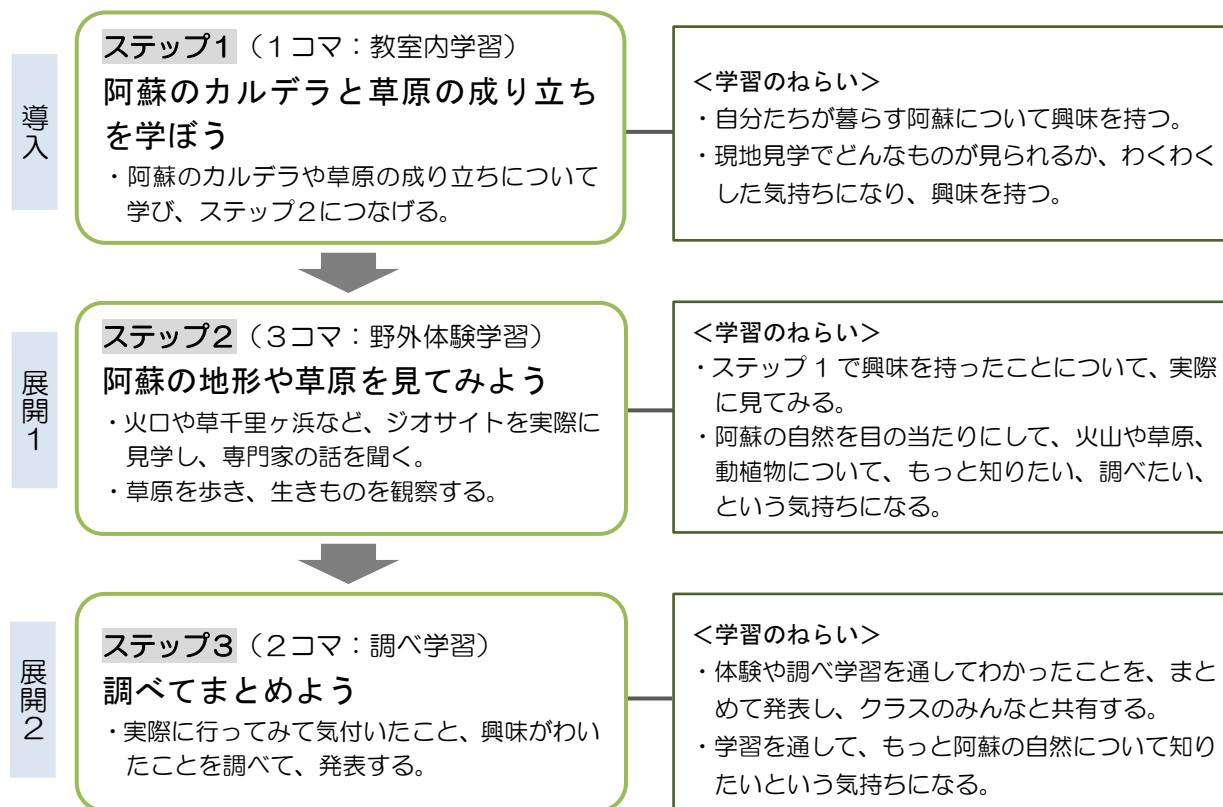 導入
ステップ1（1コマ：教室内学習）
阿蘇のカルデラと草原の成り立ち
を学ぼう
・阿蘇のカルデラや草原の成り立ちについて
学び、ステップ2につなげる。
＜学習のねらい＞
・自分たちが暮らす阿蘇について興味を持つ。
・現地見学でどんなものが見られるか、わくわく
した気持ちになり、興味を持つ。
展開1
ステップ2（3コマ：野外体験学習）
阿蘇の地形や草原を見てみよう
・火口や草千里ヶ浜など、ジオサイトを実際に
見学し、専門家の話を聞く。
・草原を歩き、生きものを観察する。
＜学習のねらい＞
・ステップ1で興味を持ったことについて、実際
に見てみる。
・阿蘇の自然を目の当たりにして、火山や草原、
動植物について、もっと知りたい、調べたい、
という気持ちになる。
展開2
ステップ3（2コマ：調べ学習）
調べてまとめよう
・実際に行ってみて気付いたこと、興味がわい
たことを調べて、発表する。
＜学習のねらい＞
・体験や調べ学習を通してわかったことを、まと
めて発表し、クラスのみんなと共有する。
・学習を通して、もっと阿蘇の自然について知り
たいという気持ちになる。